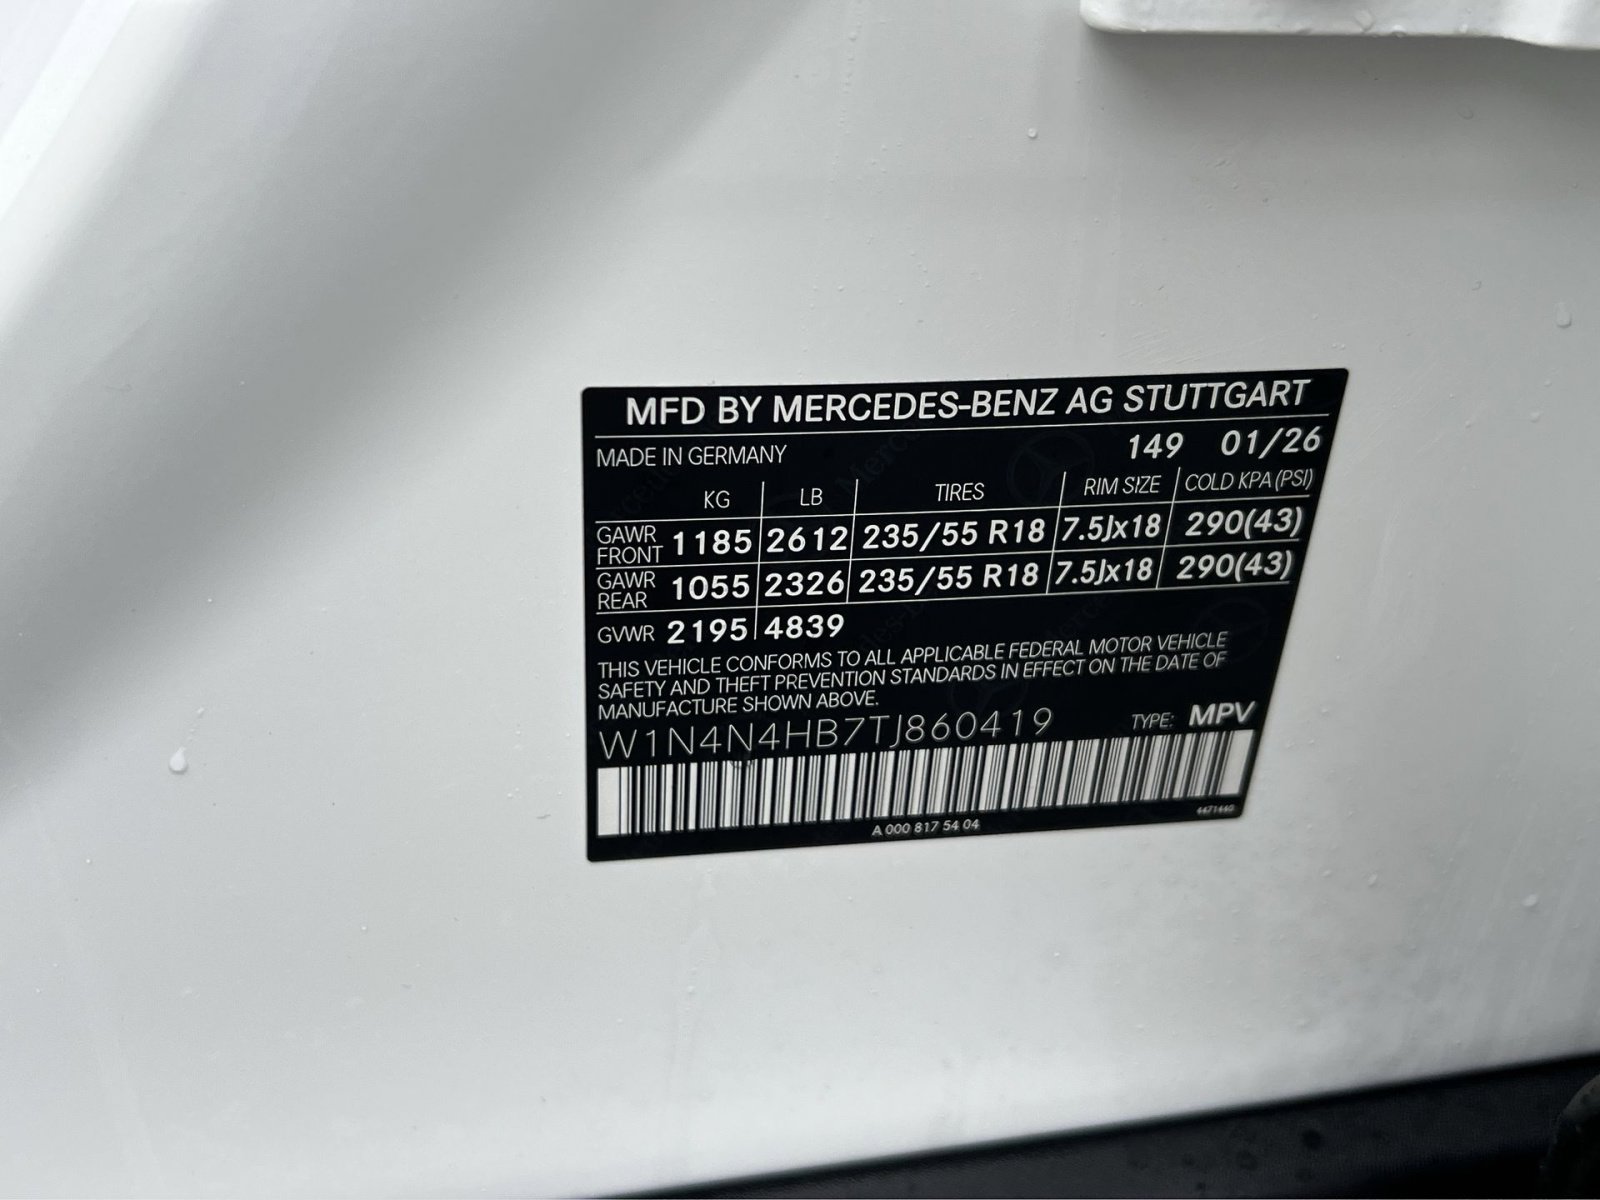 MFD BY MERCEDES-BENZ AG STUTTGART
MADE IN GERMANY 149 01/26
KG LB TIRES RIM SIZE COLD KPA (PSI)
GAWR FRONT 1185 2612 235/55 R18 7.5Jx18 290(43)
GAWR REAR 1055 2326 235/55 R18 7.5Jx18 290(43)
GVWR 2195 4839
THIS VEHICLE CONFORMS TO ALL APPLICABLE FEDERAL MOTOR VEHICLE
SAFETY AND THEFT PREVENTION STANDARDS IN EFFECT ON THE DATE OF
MANUFACTURE SHOWN ABOVE.
W1N4N4HB7TJ860419 TYPE: MPV
A 000 817 54 04